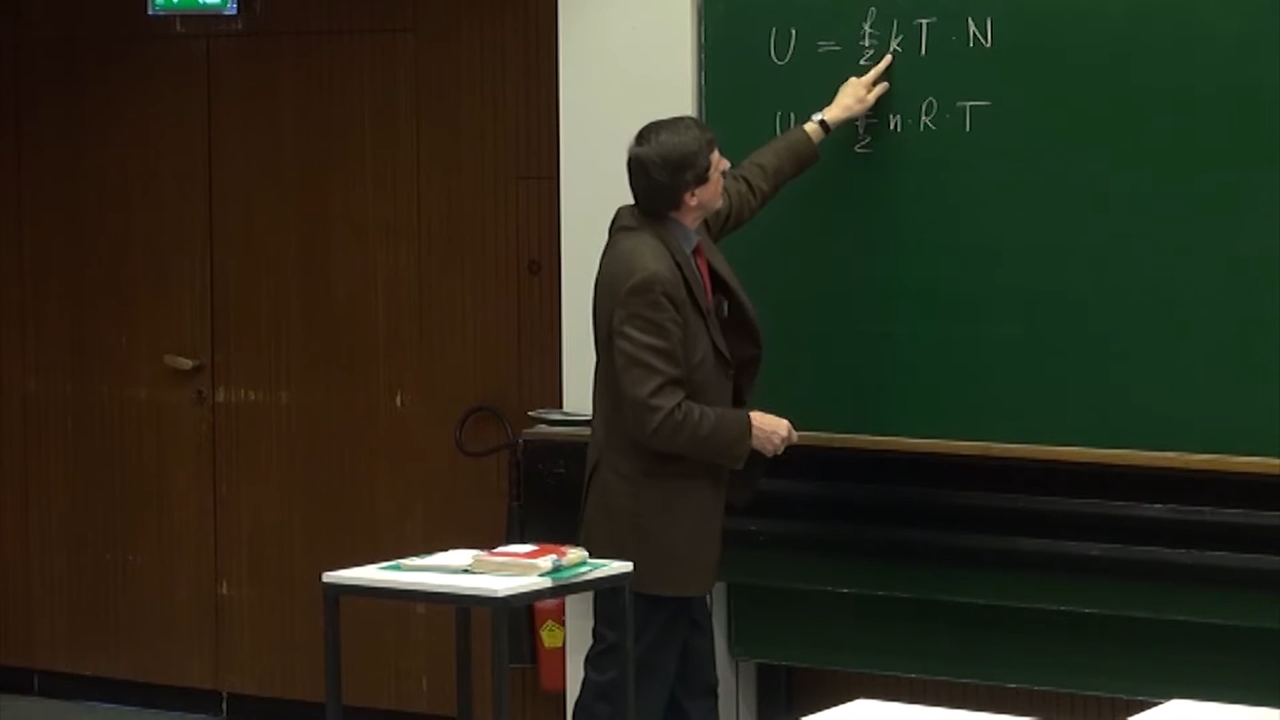 U = f/2 k T · N
U f/2 n · R · T